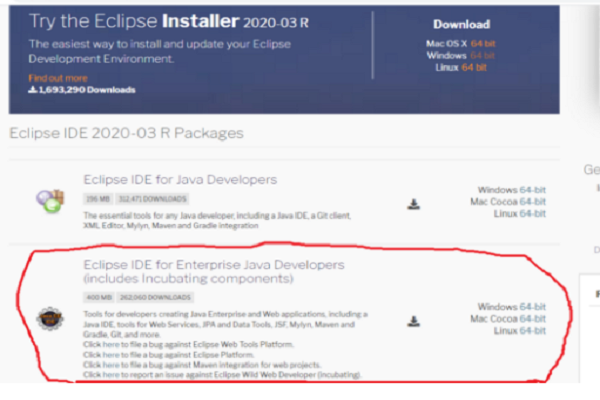 Try the Eclipse Installer 2020-03 R
The easiest way to install and update your Eclipse
Development Environment.
Find out more
1,693,290 Downloads
Download
Mac OS X 64 bit
Windows 64 bit
Linux 64 bit
Eclipse IDE 2020-03 R Packages
Eclipse IDE for Java Developers
196 MB 312,471 DOWNLOADS
The essential tools for any Java developer, including a Java IDE, a Git client,
XML Editor, Mylyn, Maven and Gradle integration
Windows 64-bit
Mac Cocoa 64-bit
Linux 64-bit
Eclipse IDE for Enterprise Java Developers
(includes Incubating components)
400 MB 262,060 DOWNLOADS
Tools for developers creating Java Enterprise and Web applications, including a
Java IDE, tools for Web Services, JPA and Data Tools, JSF, Mylyn, Maven and
Gradle, Git, and more.
Click here to file a bug against Eclipse Web Tools Platform.
Click here to file a bug against Eclipse Platform.
Click here to file a bug against Maven integration for web projects.
Click here to report an issue against Eclipse Wild Web Developer (incubating).
Windows 64-bit
Mac Cocoa 64-bit
Linux 64-bit
Ge